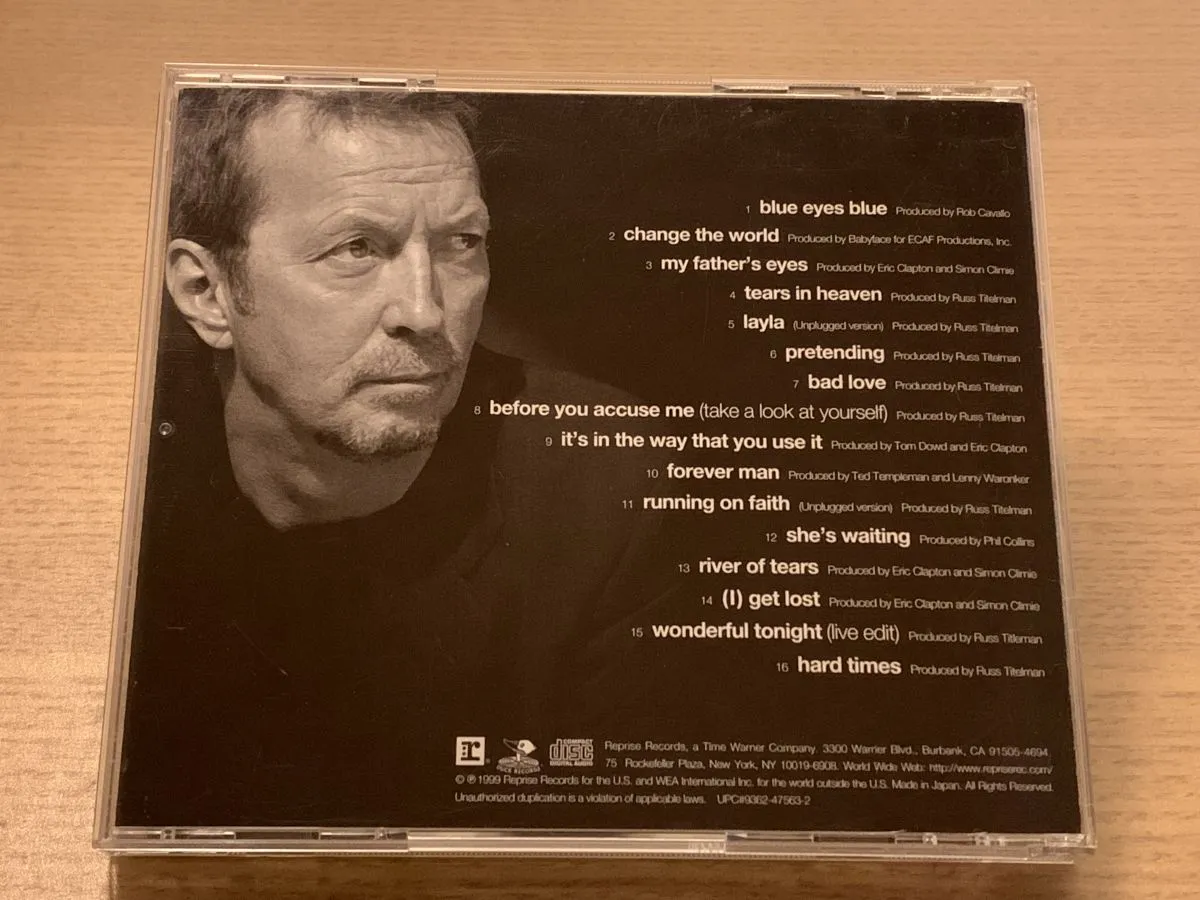 1 blue eyes blue Produced by Rob Cavallo
2 change the world Produced by Babyface for ECAF Productions, Inc.
3 my father's eyes Produced by Eric Clapton and Simon Climie
4 tears in heaven Produced by Russ Titelman
5 layla (Unplugged version) Produced by Russ Titelman
6 pretending Produced by Russ Titelman
7 bad love Produced by Russ Titelman
8 before you accuse me (take a look at yourself) Produced by Russ Titelman
9 it's in the way that you use it Produced by Tom Dowd and Eric Clapton
10 forever man Produced by Ted Templeman and Lenny Waronker
11 running on faith (Unplugged version) Produced by Russ Titelman
12 she's waiting Produced by Phil Collins
13 river of tears Produced by Eric Clapton and Simon Climie
14 (I) get lost Produced by Eric Clapton and Simon Climie
15 wonderful tonight (live edit) Produced by Russ Titleman
16 hard times Produced by Russ Titelman
r DUCK RECORDS COMPACT disc DIGITAL AUDIO
Reprise Records, a Time Warner Company. 3300 Warner Blvd., Burbank, CA 91505-4694
75 Rockefeller Plaza, New York, NY 10019-6908. World Wide Web: http://www.repriserec.com/
© ℗ 1999 Reprise Records for the U.S. and WEA International Inc. for the world outside the U.S. Made in Japan. All Rights Reserved.
Unauthorized duplication is a violation of applicable laws. UPC#9362-47563-2